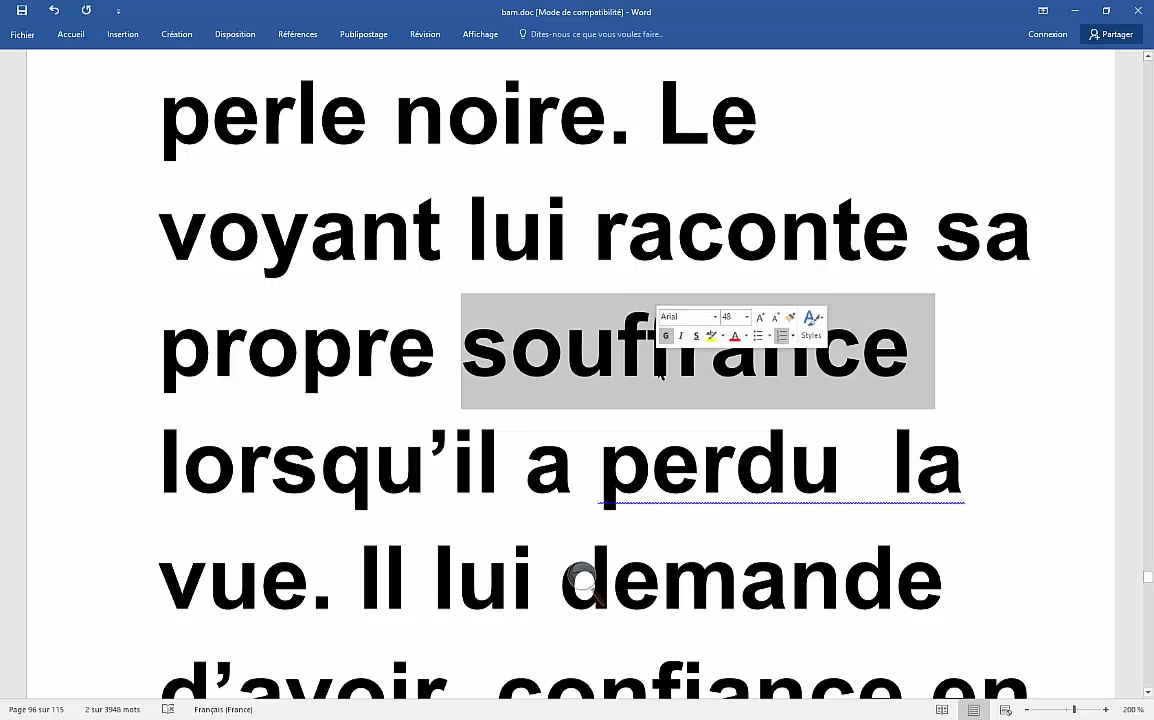 bam.doc [Mode de compatibilité] - Word
Fichier Accueil Insertion Création Disposition Références Publipostage Révision Affichage Dites-nous ce que vous voulez faire.. Connexion Partager
perle noire. Le
voyant lui raconte sa
propre souffrance
Arial 48
G I S Styles
lorsqu’il a perdu  la
vue. Il lui demande
d’avoir  confiance en
Page 96 sur 115 2 sur 3948 mots Français (France) 200 %